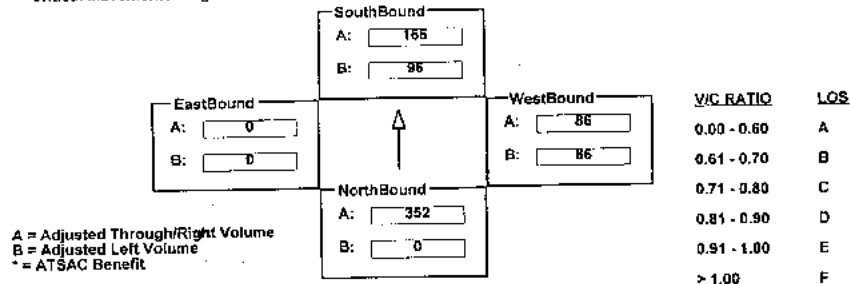 SouthBound
A: 166
B: 96
EastBound
A: 0
B: 0
WestBound
A: 86
B: 86
NorthBound
A: 352
B: 0
A = Adjusted Through/Right Volume
B = Adjusted Left Volume
* = ATSAC Benefit
V/C RATIO LOS
0.00 - 0.60 A
0.61 - 0.70 B
0.71 - 0.80 C
0.81 - 0.90 D
0.91 - 1.00 E
> 1.00 F